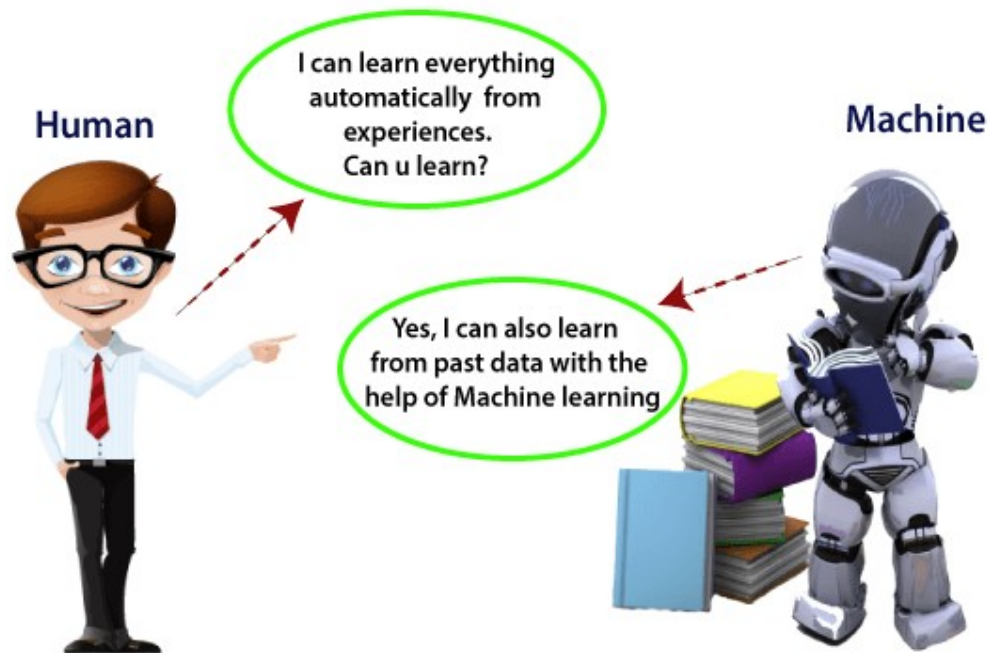 Human
I can learn everything
automatically from
experiences.
Can u learn?
Machine
Yes, I can also learn
from past data with the
help of Machine learning